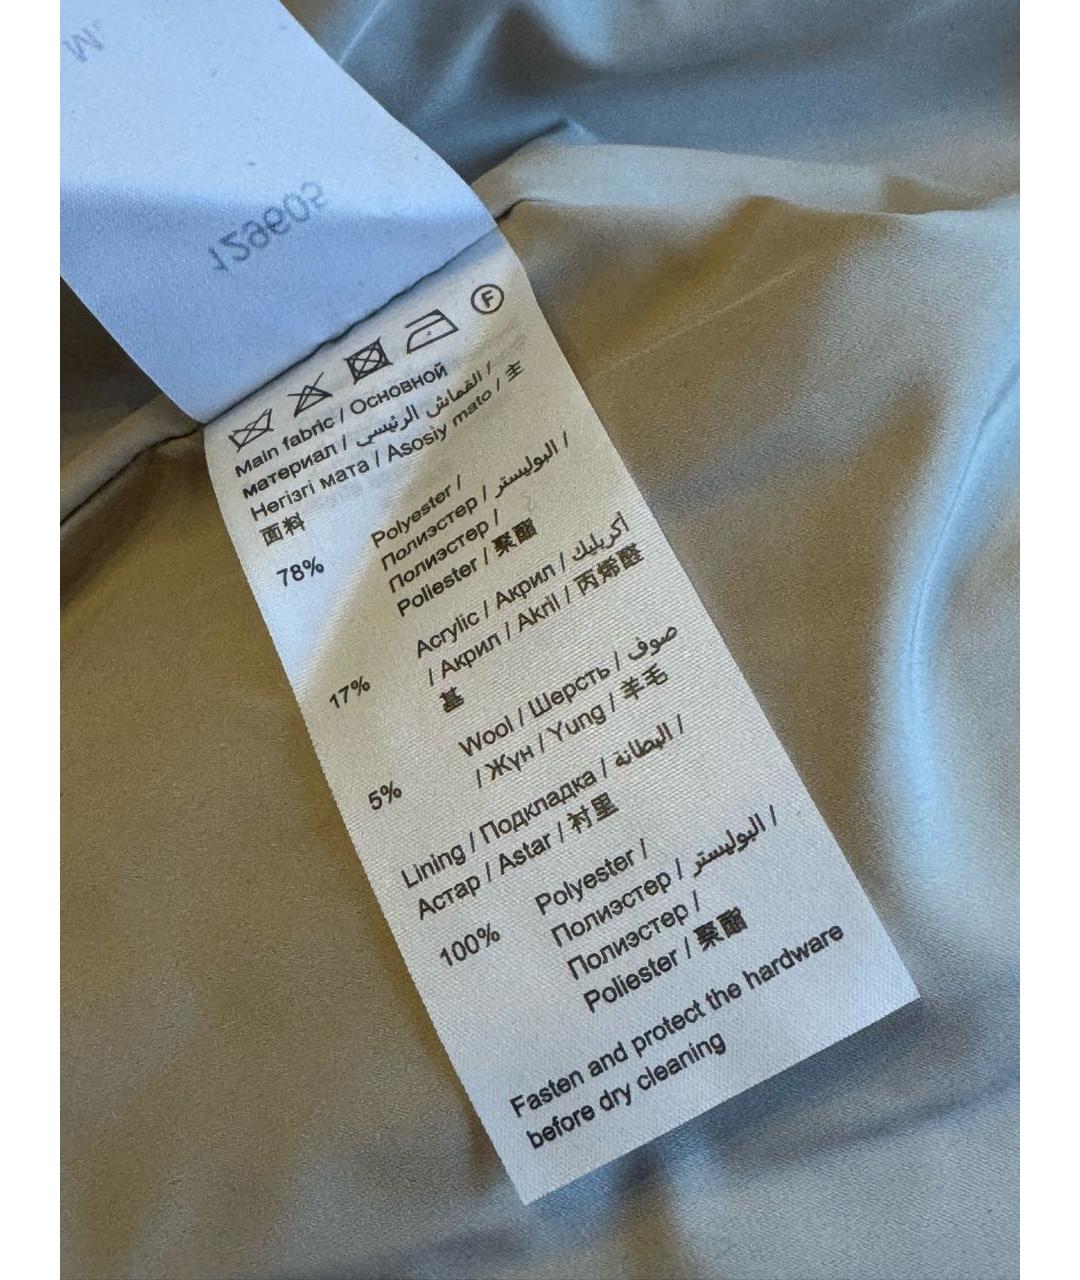 M.
129605
F
Main fabric / Основной
материал / القماش الرئيسي /
Негізгі мата / Asosiy mato / 主
面料
78% Polyester /
Полиэстер / البوليستر /
Полиэстер /
Poliester / 聚酯
17% Acrylic / Акрил / أكريليك
/ Акрил / Akril / 丙烯醛
基
5% Wool / Шерсть / صوف
/ Жүн / Yung / 羊毛
Lining / Подкладка / البطانة /
Астар / Astar / 衬里
100% Polyester /
Полиэстер / البوليستر /
Полиэстер /
Poliester / 聚酯
Fasten and protect the hardware
before dry cleaning